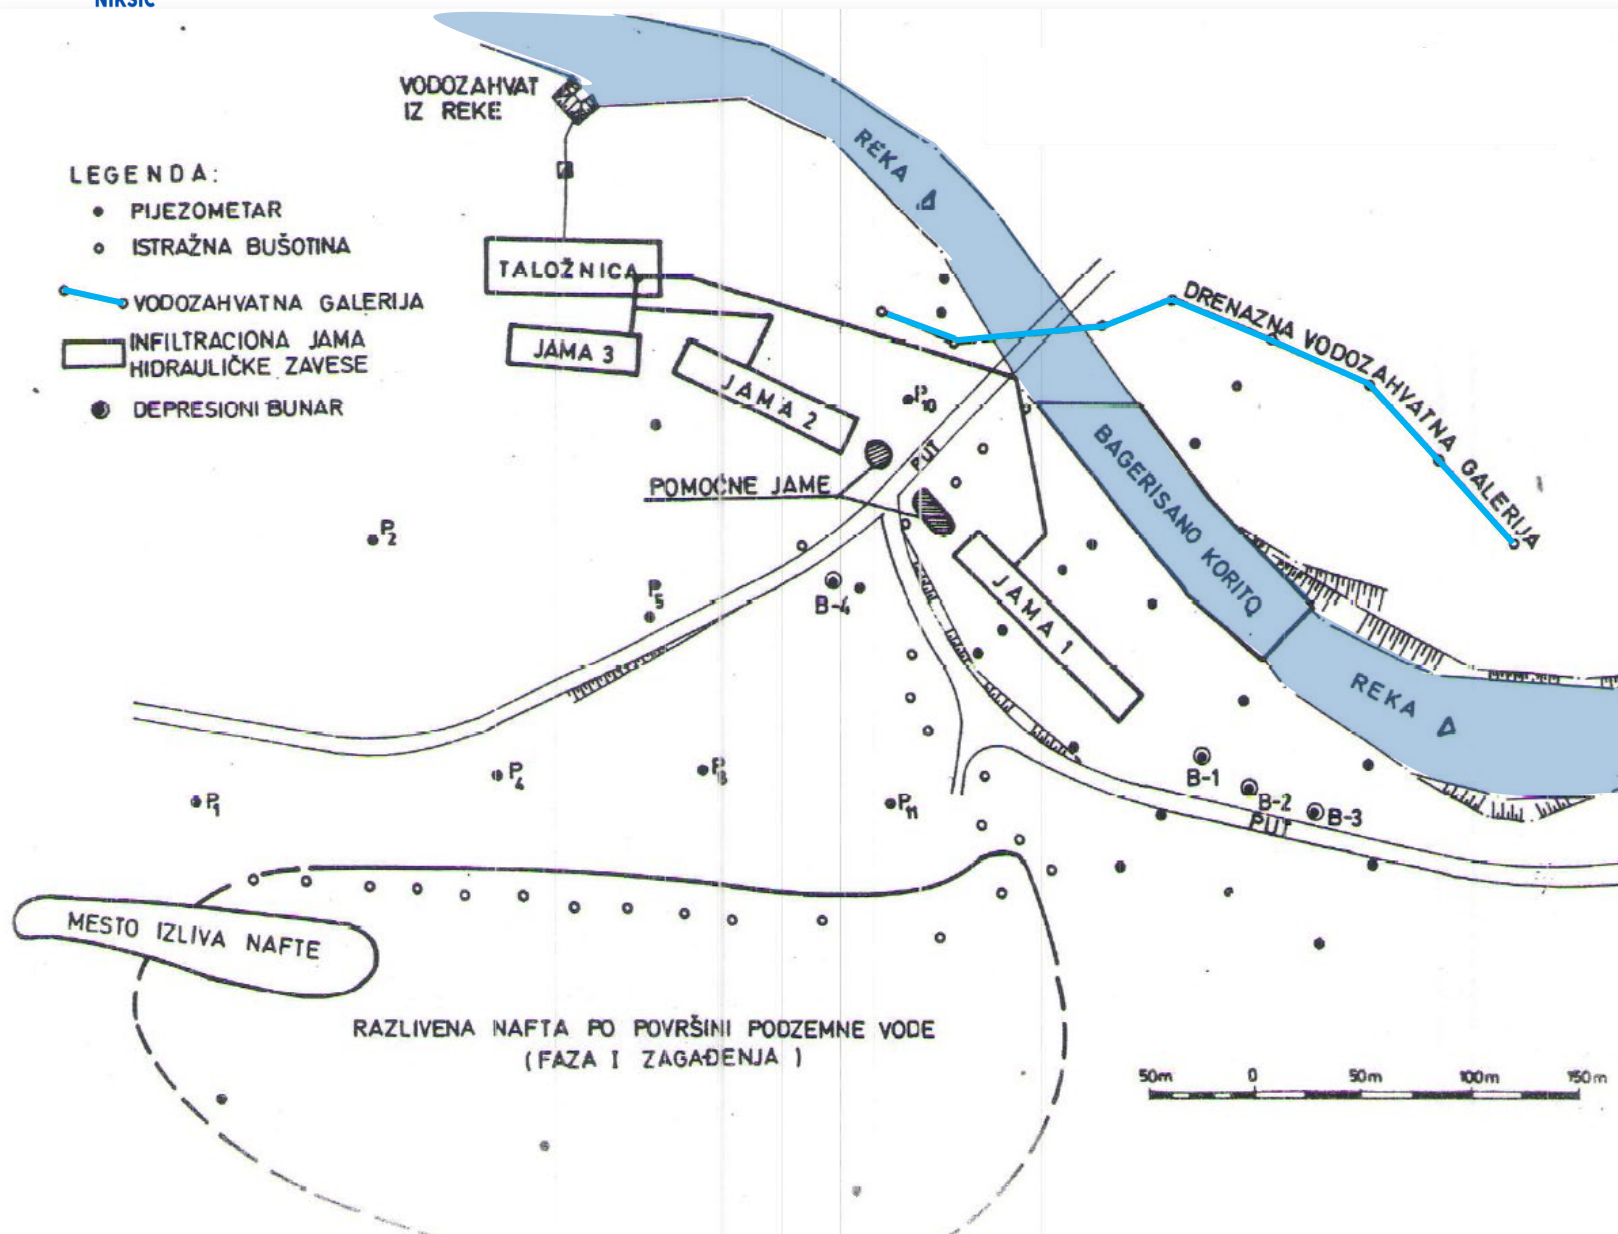 NIKŠIĆ
VODOZAHVAT
IZ REKE
LEGENDA:
PIJEZOMETAR
ISTRAŽNA BUŠOTINA
VODOZAHVATNA GALERIJA
INFILTRACIONA JAMA
HIDRAULIČKE ZAVESE
DEPRESIONI BUNAR
TALOŽNICA
JAMA 3
JAMA 2
POMOĆNE JAME
REKA
DRENAZNA VODOZAHVATNA GALERIJA
P10
PUT
BAGERISANO KORITO
JAMA 1
P2
P5
B-4
REKA
P1
P4
P11
B-1
B-2
B-3
PUT
MESTO IZLIVA NAFTE
RAZLIVENA NAFTA PO POVRŠINI PODZEMNE VODE
(FAZA I ZAGAĐENJA)
50m 0 50m 100m 150m